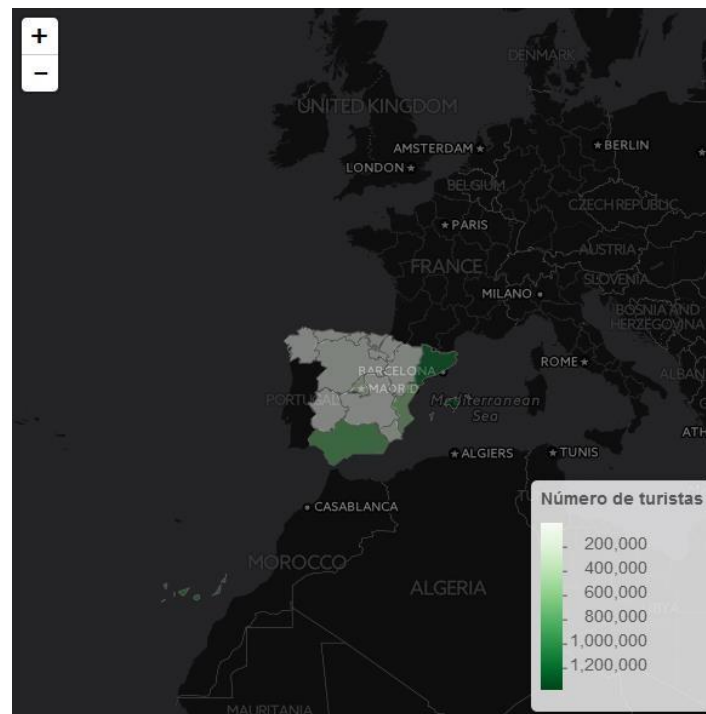 +
−
DENMARK
UNITED KINGDOM
AMSTERDAM
BERLIN
LONDON
BELGIUM
CZECH REPUBLIC
PARIS
AUSTRIA
FRANCE
SLOVENIA
MILANO
BOSNIA AND
HERZEGOVINA
ROME
BARCELONA
MADRID
PORTUGAL
Mediterranean
Sea
ALGIERS
TUNIS
CASABLANCA
MOROCCO
ALGERIA
MAURITANIA
Número de turistas
200,000
400,000
600,000
800,000
1,000,000
1,200,000